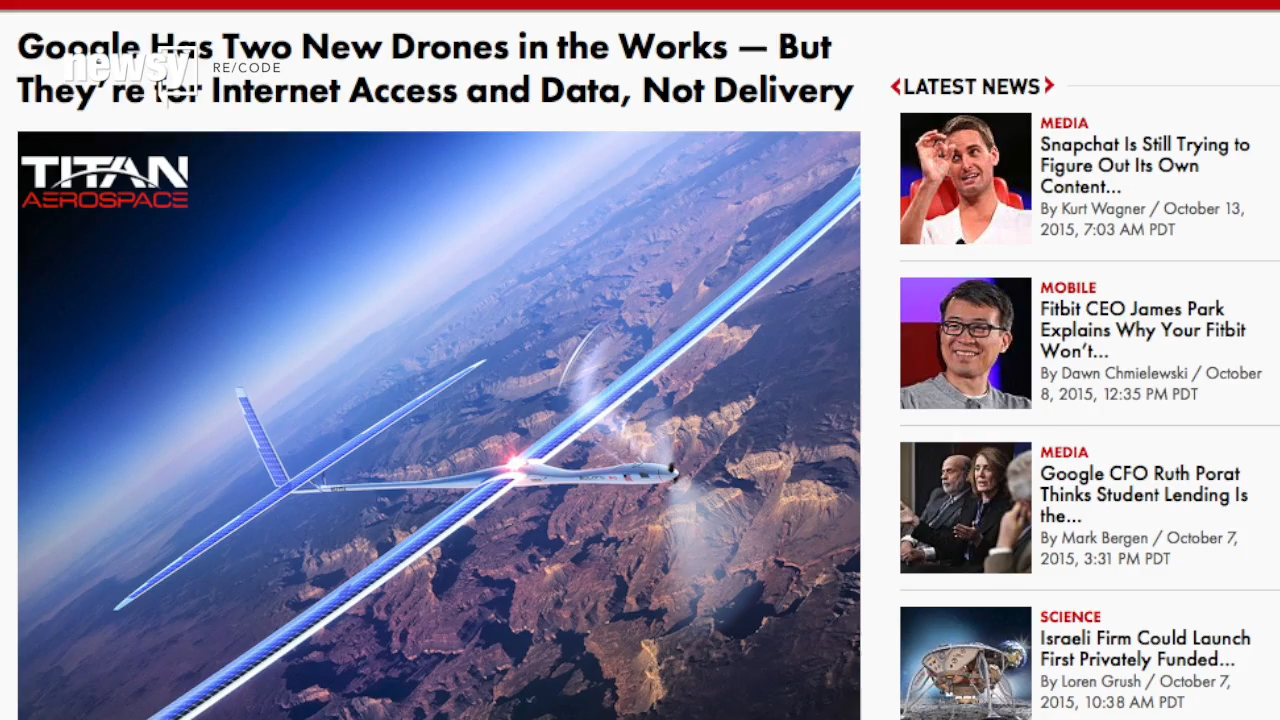 Google Has Two New Drones in the Works — But
They're for Internet Access and Data, Not Delivery
newsy
RE/CODE
TITAN
AEROSPACE
LATEST NEWS
MEDIA
Snapchat Is Still Trying to
Figure Out Its Own
Content...
By Kurt Wagner / October 13,
2015, 7:03 AM PDT
MOBILE
Fitbit CEO James Park
Explains Why Your Fitbit
Won't...
By Dawn Chmielewski / October
8, 2015, 12:35 PM PDT
MEDIA
Google CFO Ruth Porat
Thinks Student Lending Is
the...
By Mark Bergen / October 7,
2015, 3:31 PM PDT
SCIENCE
Israeli Firm Could Launch
First Privately Funded...
By Loren Grush / October 7,
2015, 10:38 AM PDT